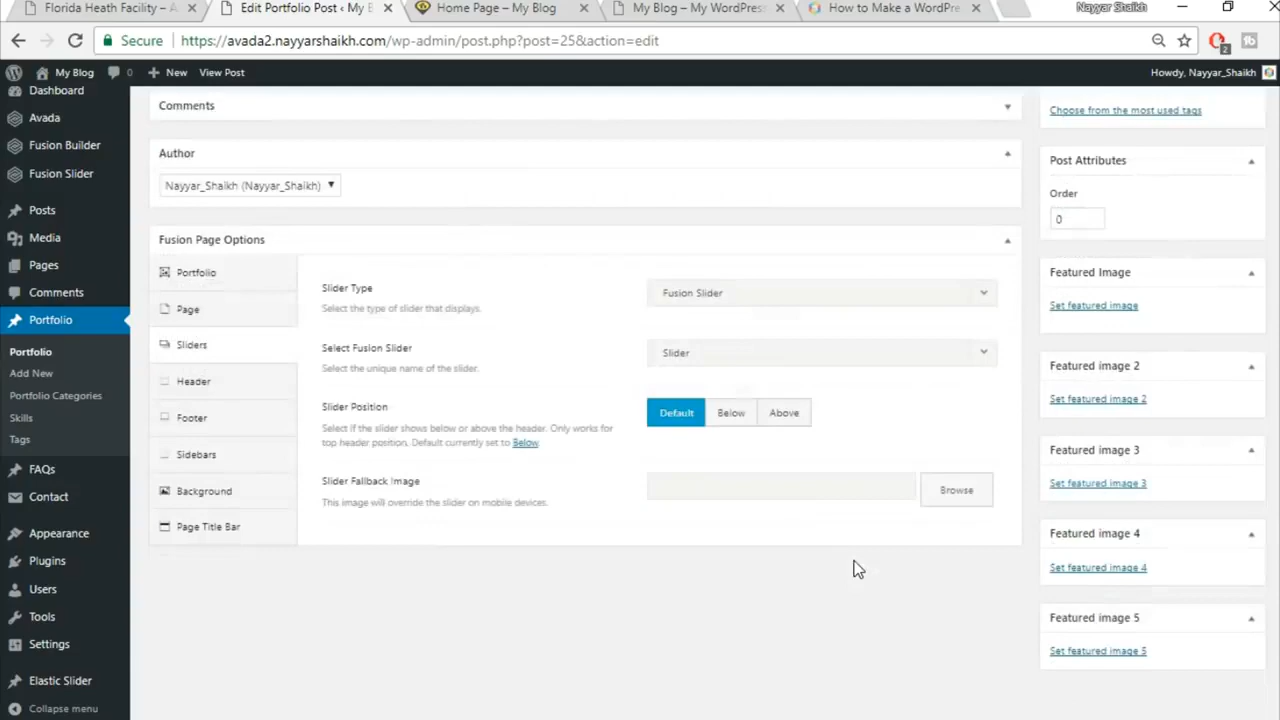 Florida Heath Facility – A
Edit Portfolio Post ‹ My B
Home Page – My Blog
My Blog – My WordPress
How to Make a WordPre
Nayyar Shaikh
Secure
https://avada2.nayyarshaikh.com/wp-admin/post.php?post=25&action=edit
2
My Blog
0
New
View Post
Howdy, Nayyar_Shaikh
Dashboard
Avada
Fusion Builder
Fusion Slider
Posts
Media
Pages
Comments
Portfolio
Portfolio
Add New
Portfolio Categories
Skills
Tags
FAQs
Contact
Appearance
Plugins
Users
Tools
Settings
Elastic Slider
Collapse menu
Comments
Author
Nayyar_Shaikh (Nayyar_Shaikh)
Fusion Page Options
Portfolio
Page
Sliders
Header
Footer
Sidebars
Background
Page Title Bar
Slider Type
Select the type of slider that displays.
Fusion Slider
Select Fusion Slider
Select the unique name of the slider.
Slider
Slider Position
Select if the slider shows below or above the header. Only works for
top header position. Default currently set to Below.
Default
Below
Above
Slider Fallback Image
This image will override the slider on mobile devices.
Browse
Choose from the most used tags
Post Attributes
Order
0
Featured Image
Set featured image
Featured image 2
Set featured image 2
Featured image 3
Set featured image 3
Featured image 4
Set featured image 4
Featured image 5
Set featured image 5